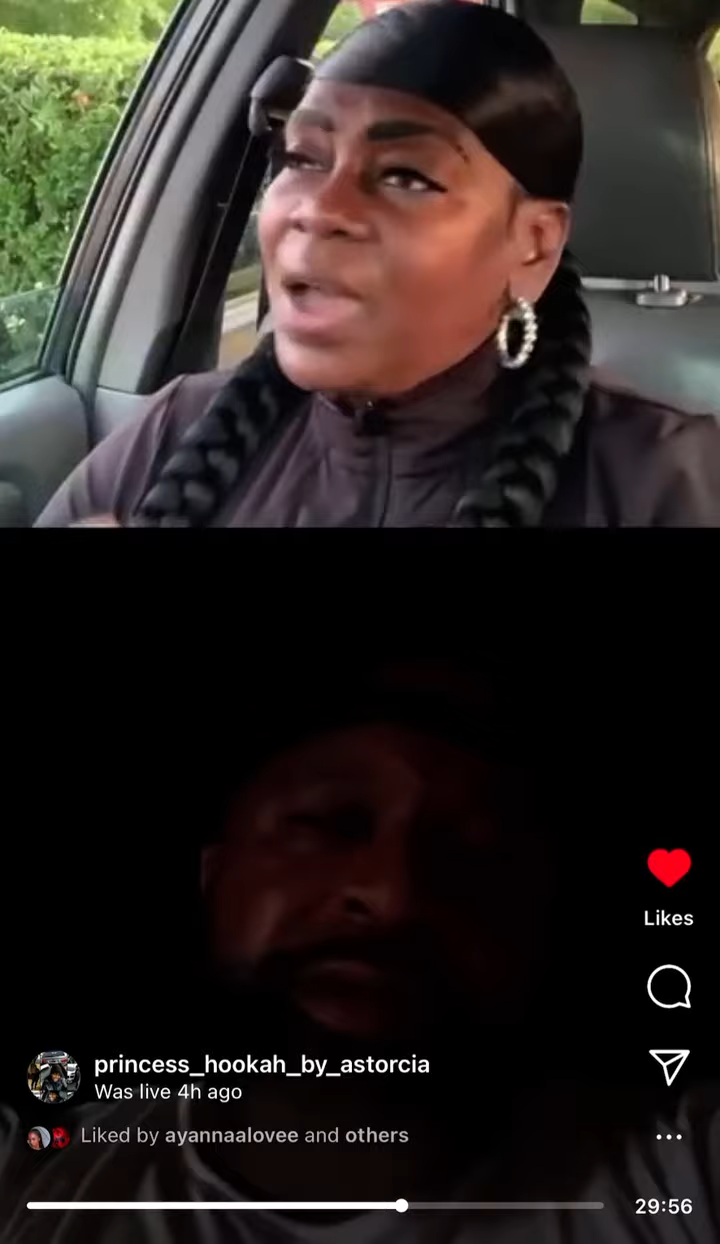 Likes
princess_hookah_by_astorcia
Was live 4h ago
Liked by ayannaalovee and others
29:56